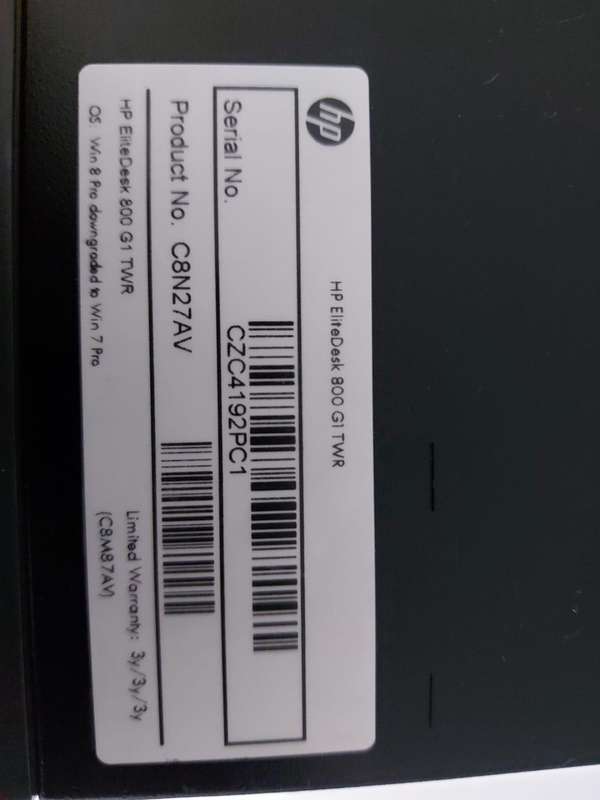 hp
HP EliteDesk 800 G1 TWR
Serial No.
CZC4192PC1
Product No. C8N27AV
HP EliteDesk 800 G1 TWR
Limited Warranty: 3y/3y/3y
OS: Win 8 Pro downgraded to Win 7 Pro
(C8M87AV)